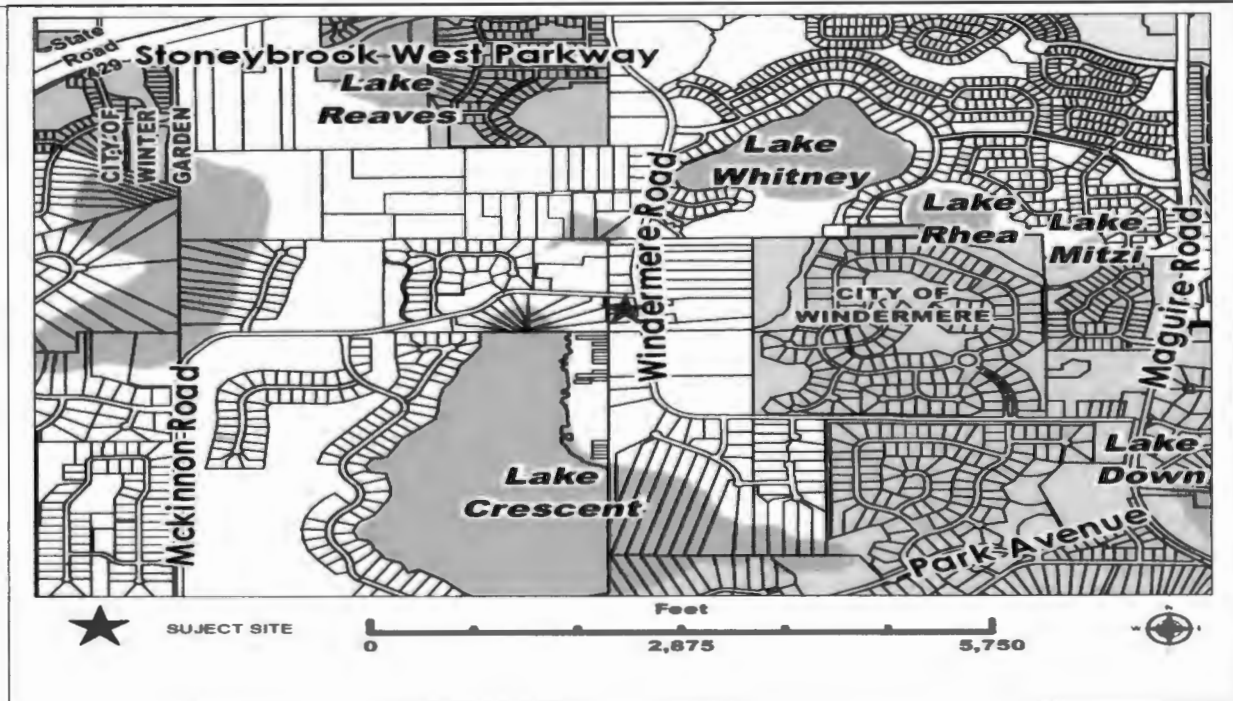 State
Road
429
Stoneybrook West Parkway
Lake
Reaves
CITY OF
WINTER
GARDEN
Lake
Whitney
Windermere Road
Lake
Rhea
Lake
Mitzi
Maguire Road
CITY OF
WINDERMERE
Mckinnon Road
Lake
Crescent
Lake
Down
Park Avenue
SUJECT SITE
Feet
0
2,875
5,750
N
W